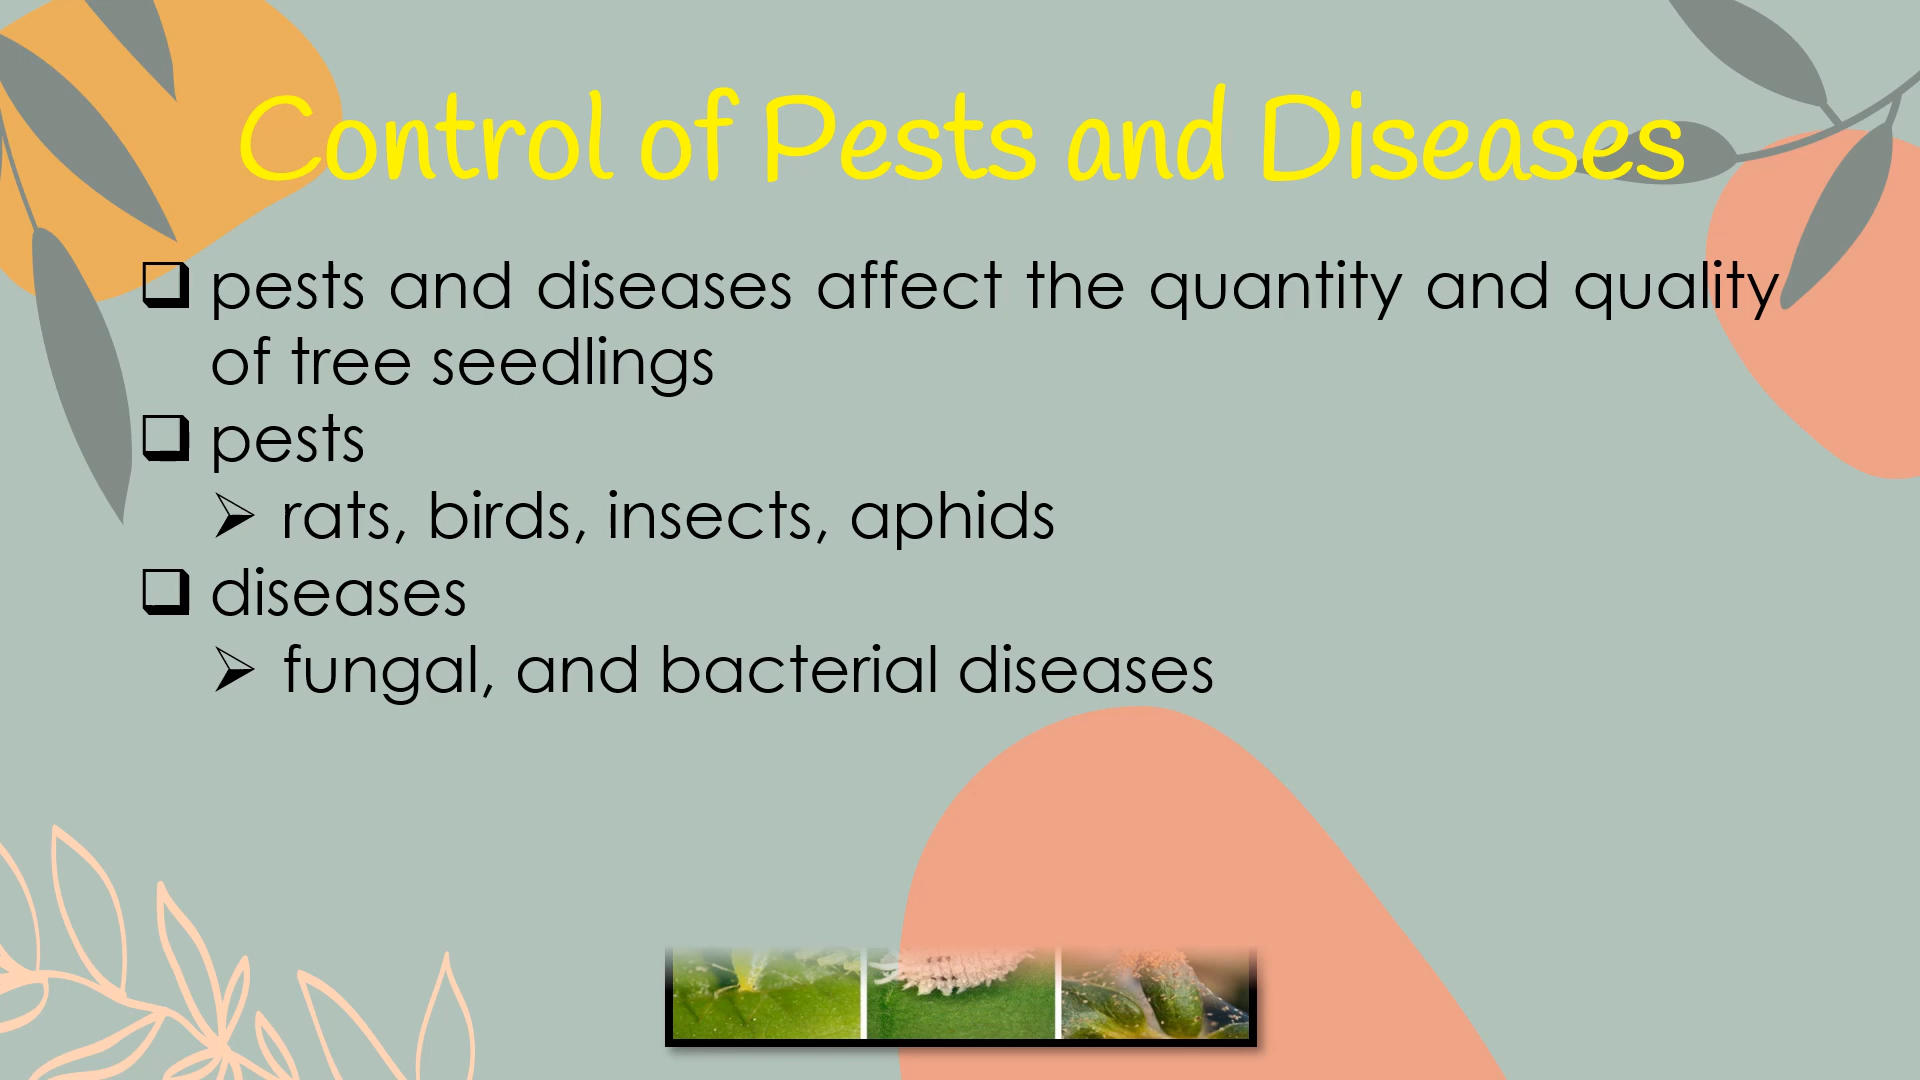 Control of Pests and Diseases
❑ pests and diseases affect the quantity and quality
of tree seedlings
❑ pests
➢ rats, birds, insects, aphids
❑ diseases
➢ fungal, and bacterial diseases